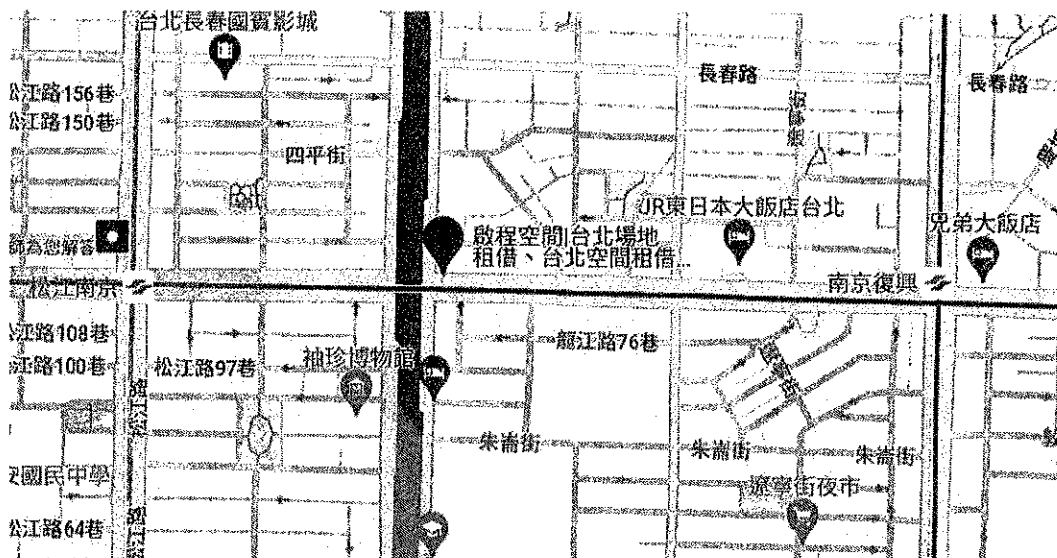 台北長春國賓影城
長春路
長春路
松江路156巷
松江路150巷
四平街
JR東日本大飯店台北
兄弟大飯店
師為您解答
啟程空間|台北場地
租借、台北空間租借...
松江南京
南京復興
松江路108巷
松江路100巷
松江路97巷
袖珍博物館
龍江路76巷
朱崙街
朱崙街
朱崙街
國民中學
遼寧街夜市
松江路64巷